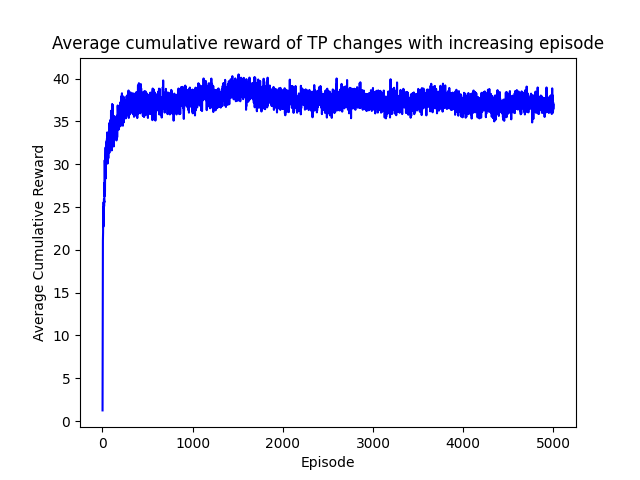 Average cumulative reward of TP changes with increasing episode
40
35
30
25
20
15
10
5
0
Average Cumulative Reward
0 1000 2000 3000 4000 5000
Episode